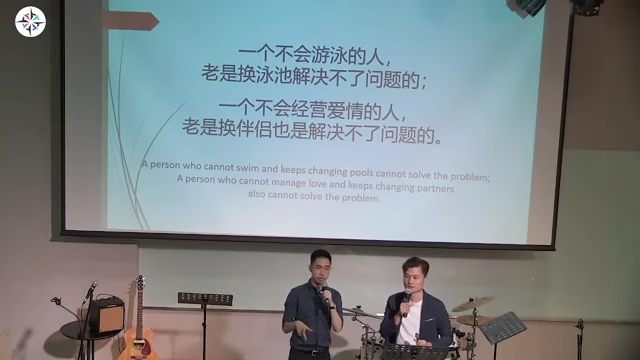 一个不会游泳的人，
老是换泳池解决不了问题的；
一个不会经营爱情的人，
老是换伴侣也是解决不了问题的。
A person who cannot swim and keeps changing pools cannot solve the problem;
A person who cannot manage love and keeps changing partners
also cannot solve the problem.